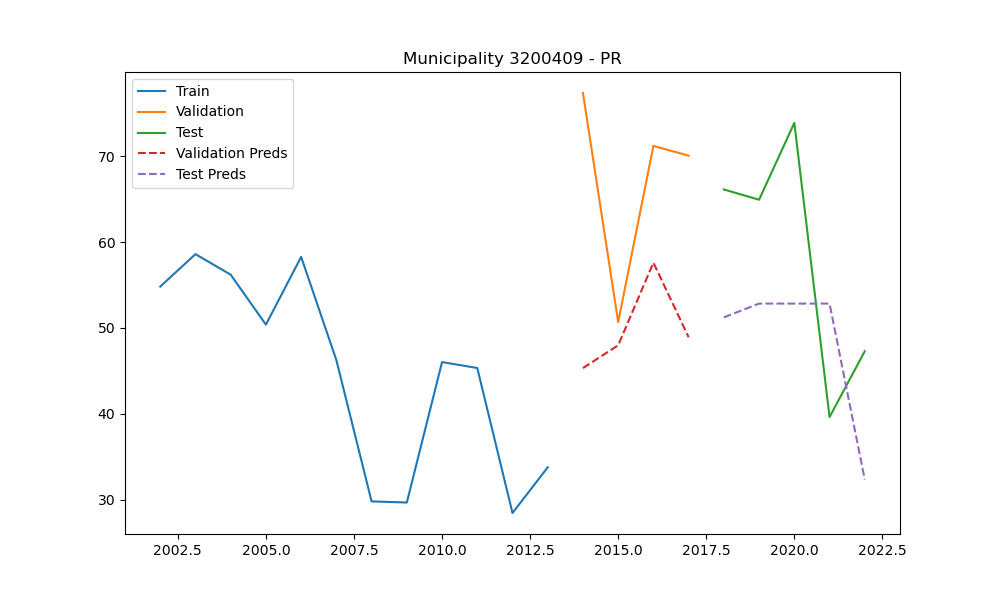 Municipality 3200409 - PR
Train
Validation
Test
Validation Preds
Test Preds
70
60
50
40
30
2002.5 2005.0 2007.5 2010.0 2012.5 2015.0 2017.5 2020.0 2022.5